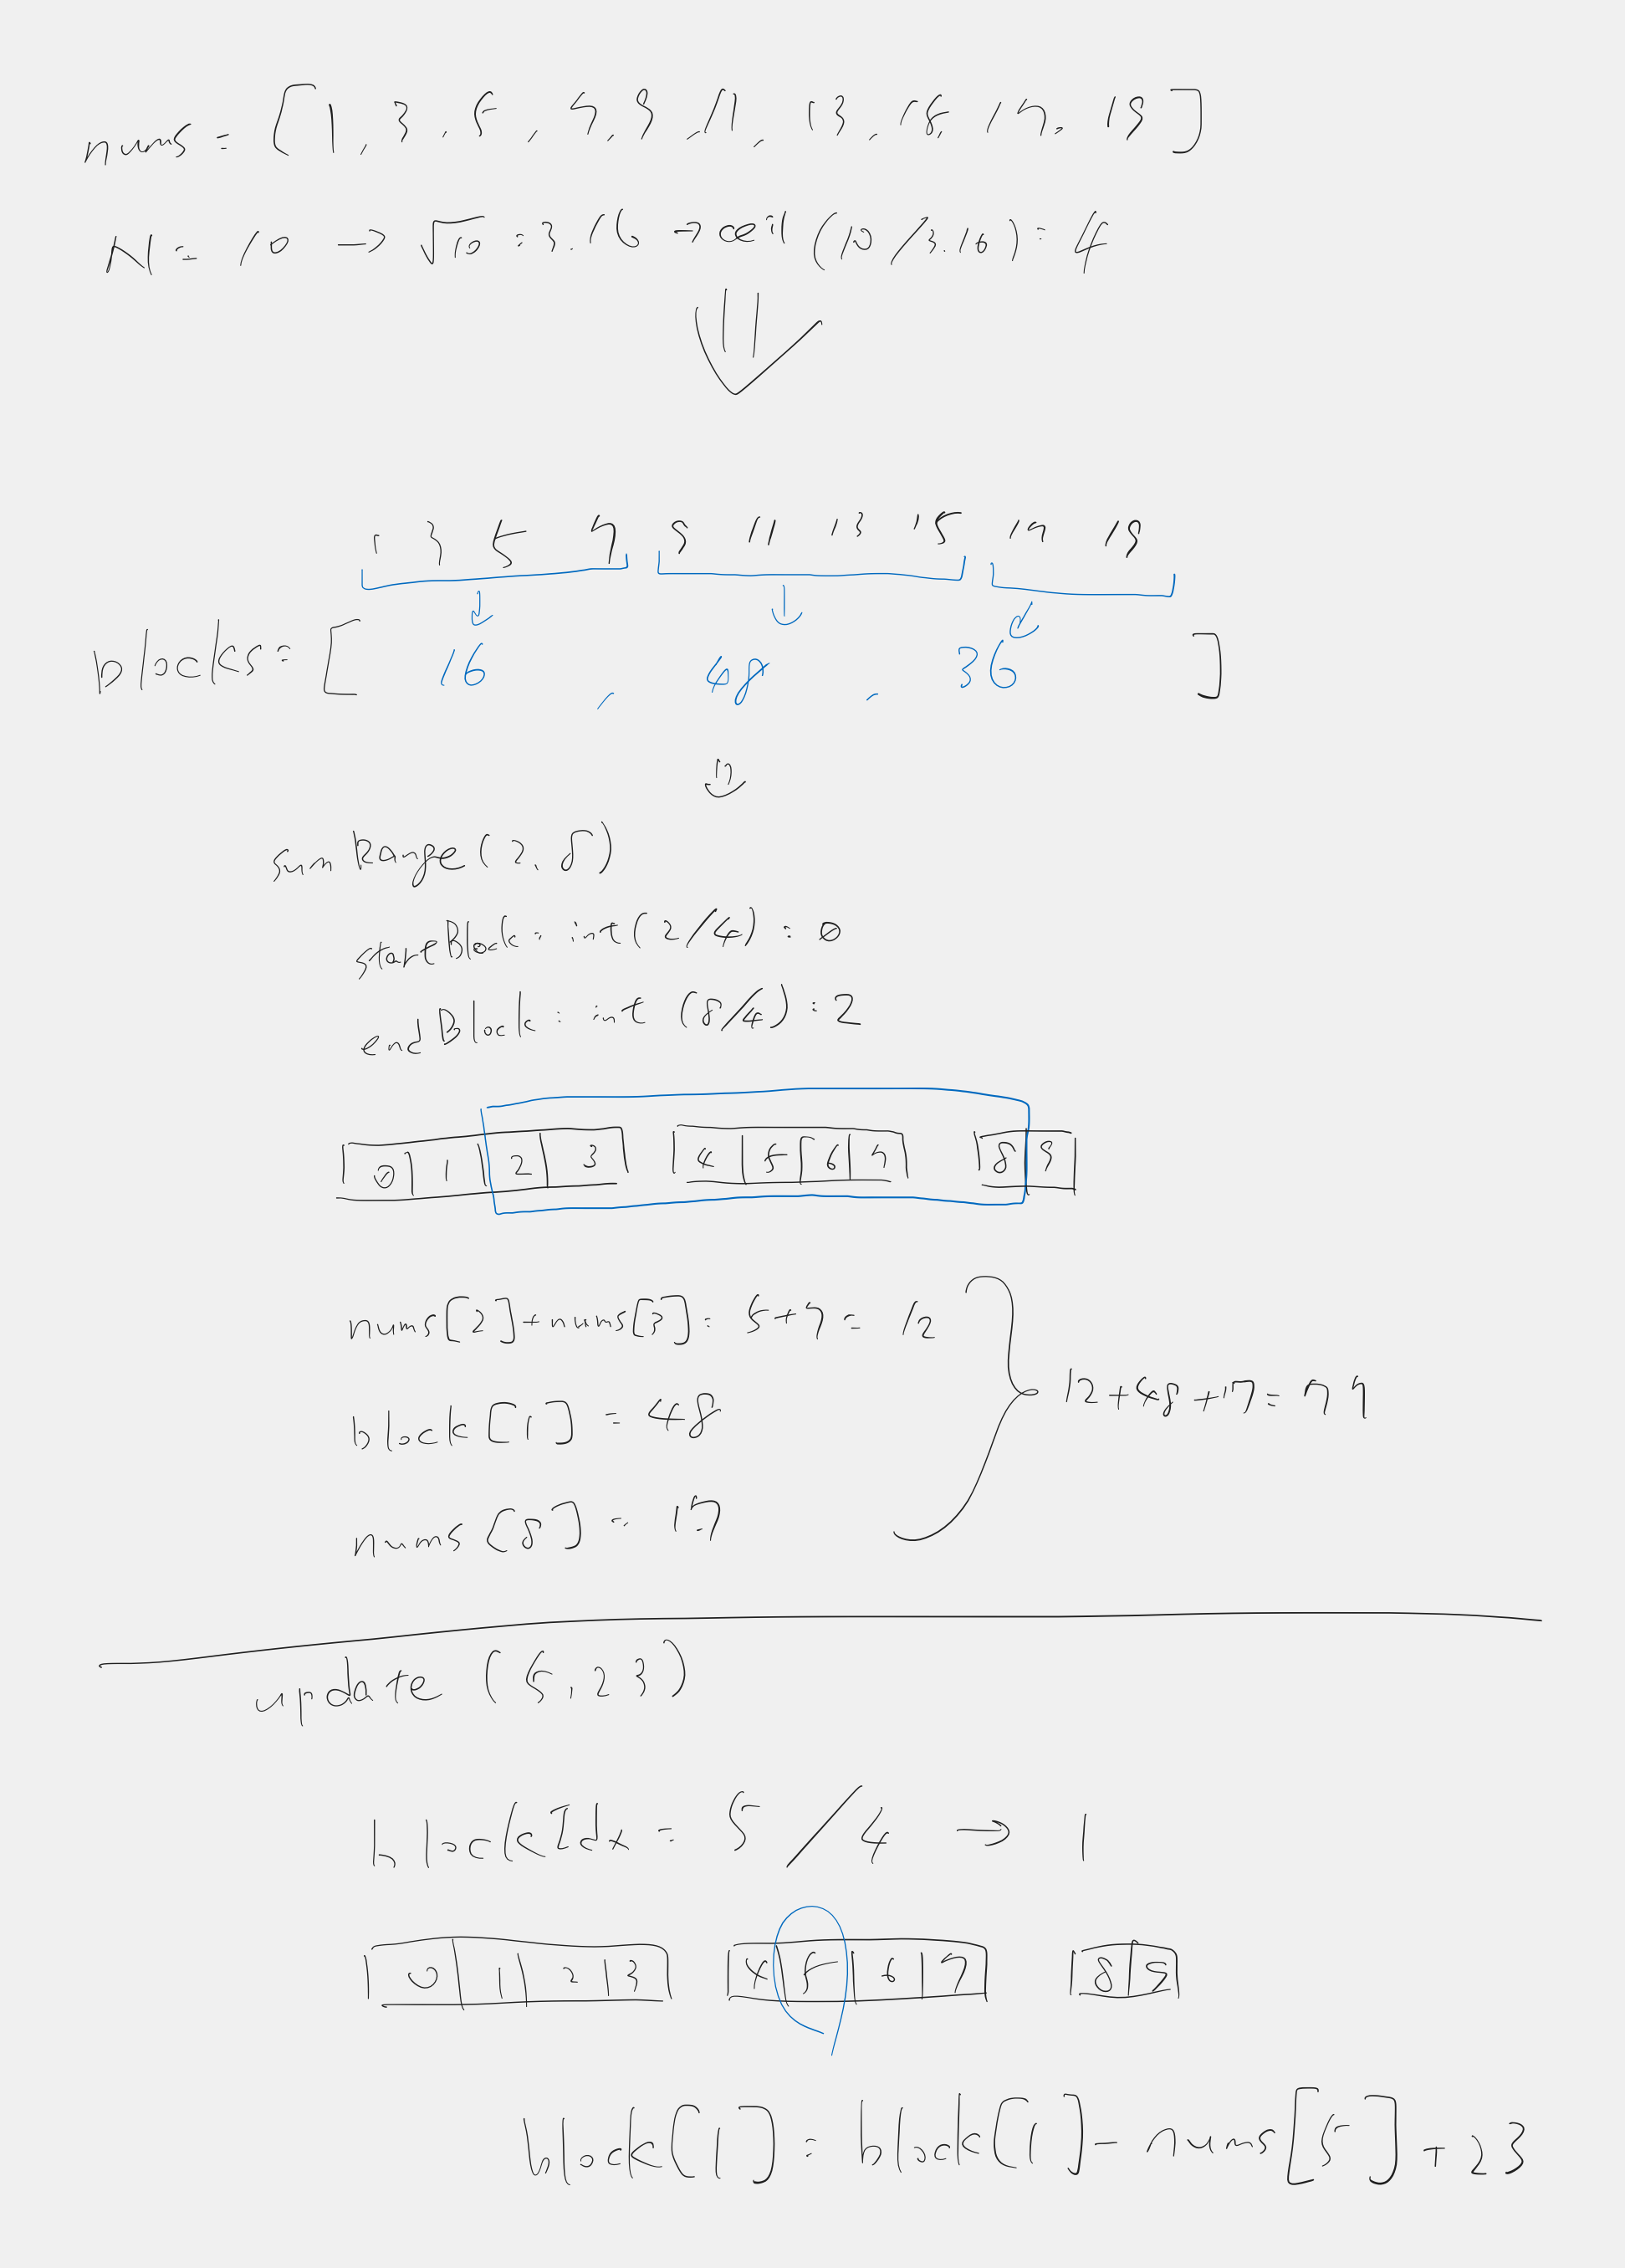 nums = [1, 3, 5, 7, 9, 11, 13, 15, 17, 19]
N = 10 → √10 = 3.16 → ceil (10/3.16) = 4
1 3 5 7 9 11 13 15 17 19
blocks = [ 16 , 48 , 36 ]
sumRange(2, 8)
startBlock = int(2/4) = 0
endBlock = int (8/4) = 2
0 1 2 3 4 5 6 7 8 9
nums[2]+nums[3] = 5+7 = 12
block[1] = 48
12+48+17=77
nums[8] = 17
update (5, 23)
blockIdx = 5 / 4 → 1
0 1 2 3 4 5 6 7 8 9
block[1] = block[1] - nums[5] + 23